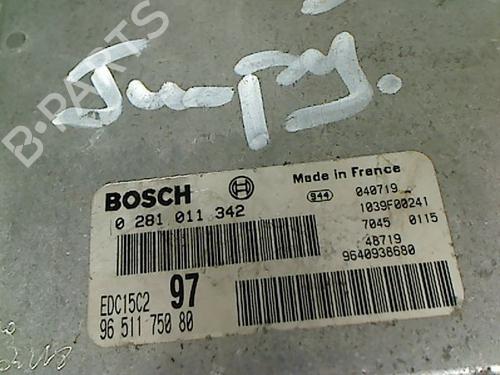 Jumpy.
B-PARTS
BOSCH
Made in France
0 281 011 342
944
040719
1039F00241
7045 0115
48719
9640938680
EDC15C2 97
96 511 750 80